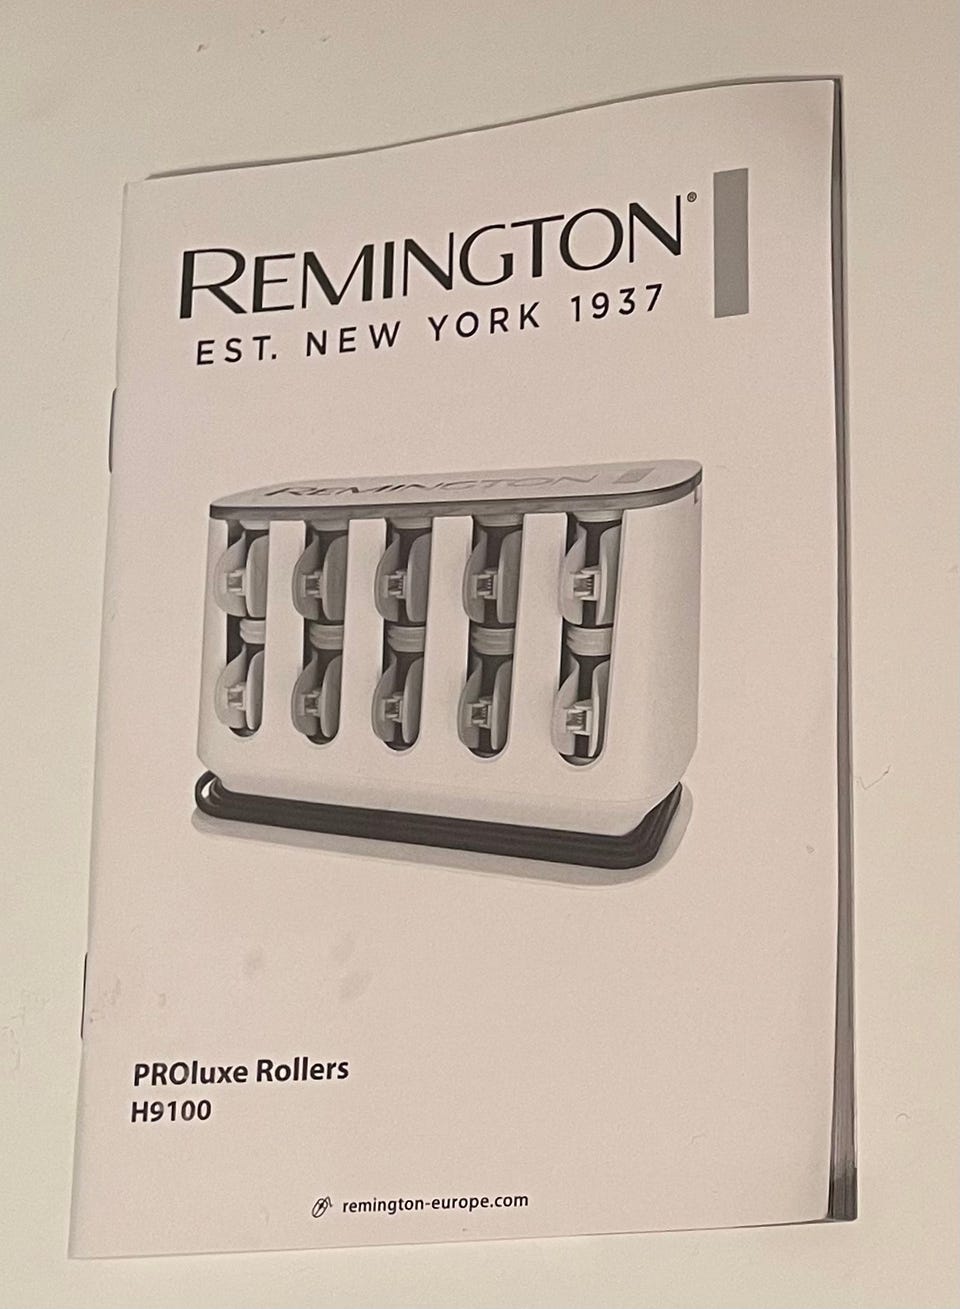 REMINGTON®
EST. NEW YORK 1937
REMINGTON
PROluxe Rollers
H9100
remington-europe.com